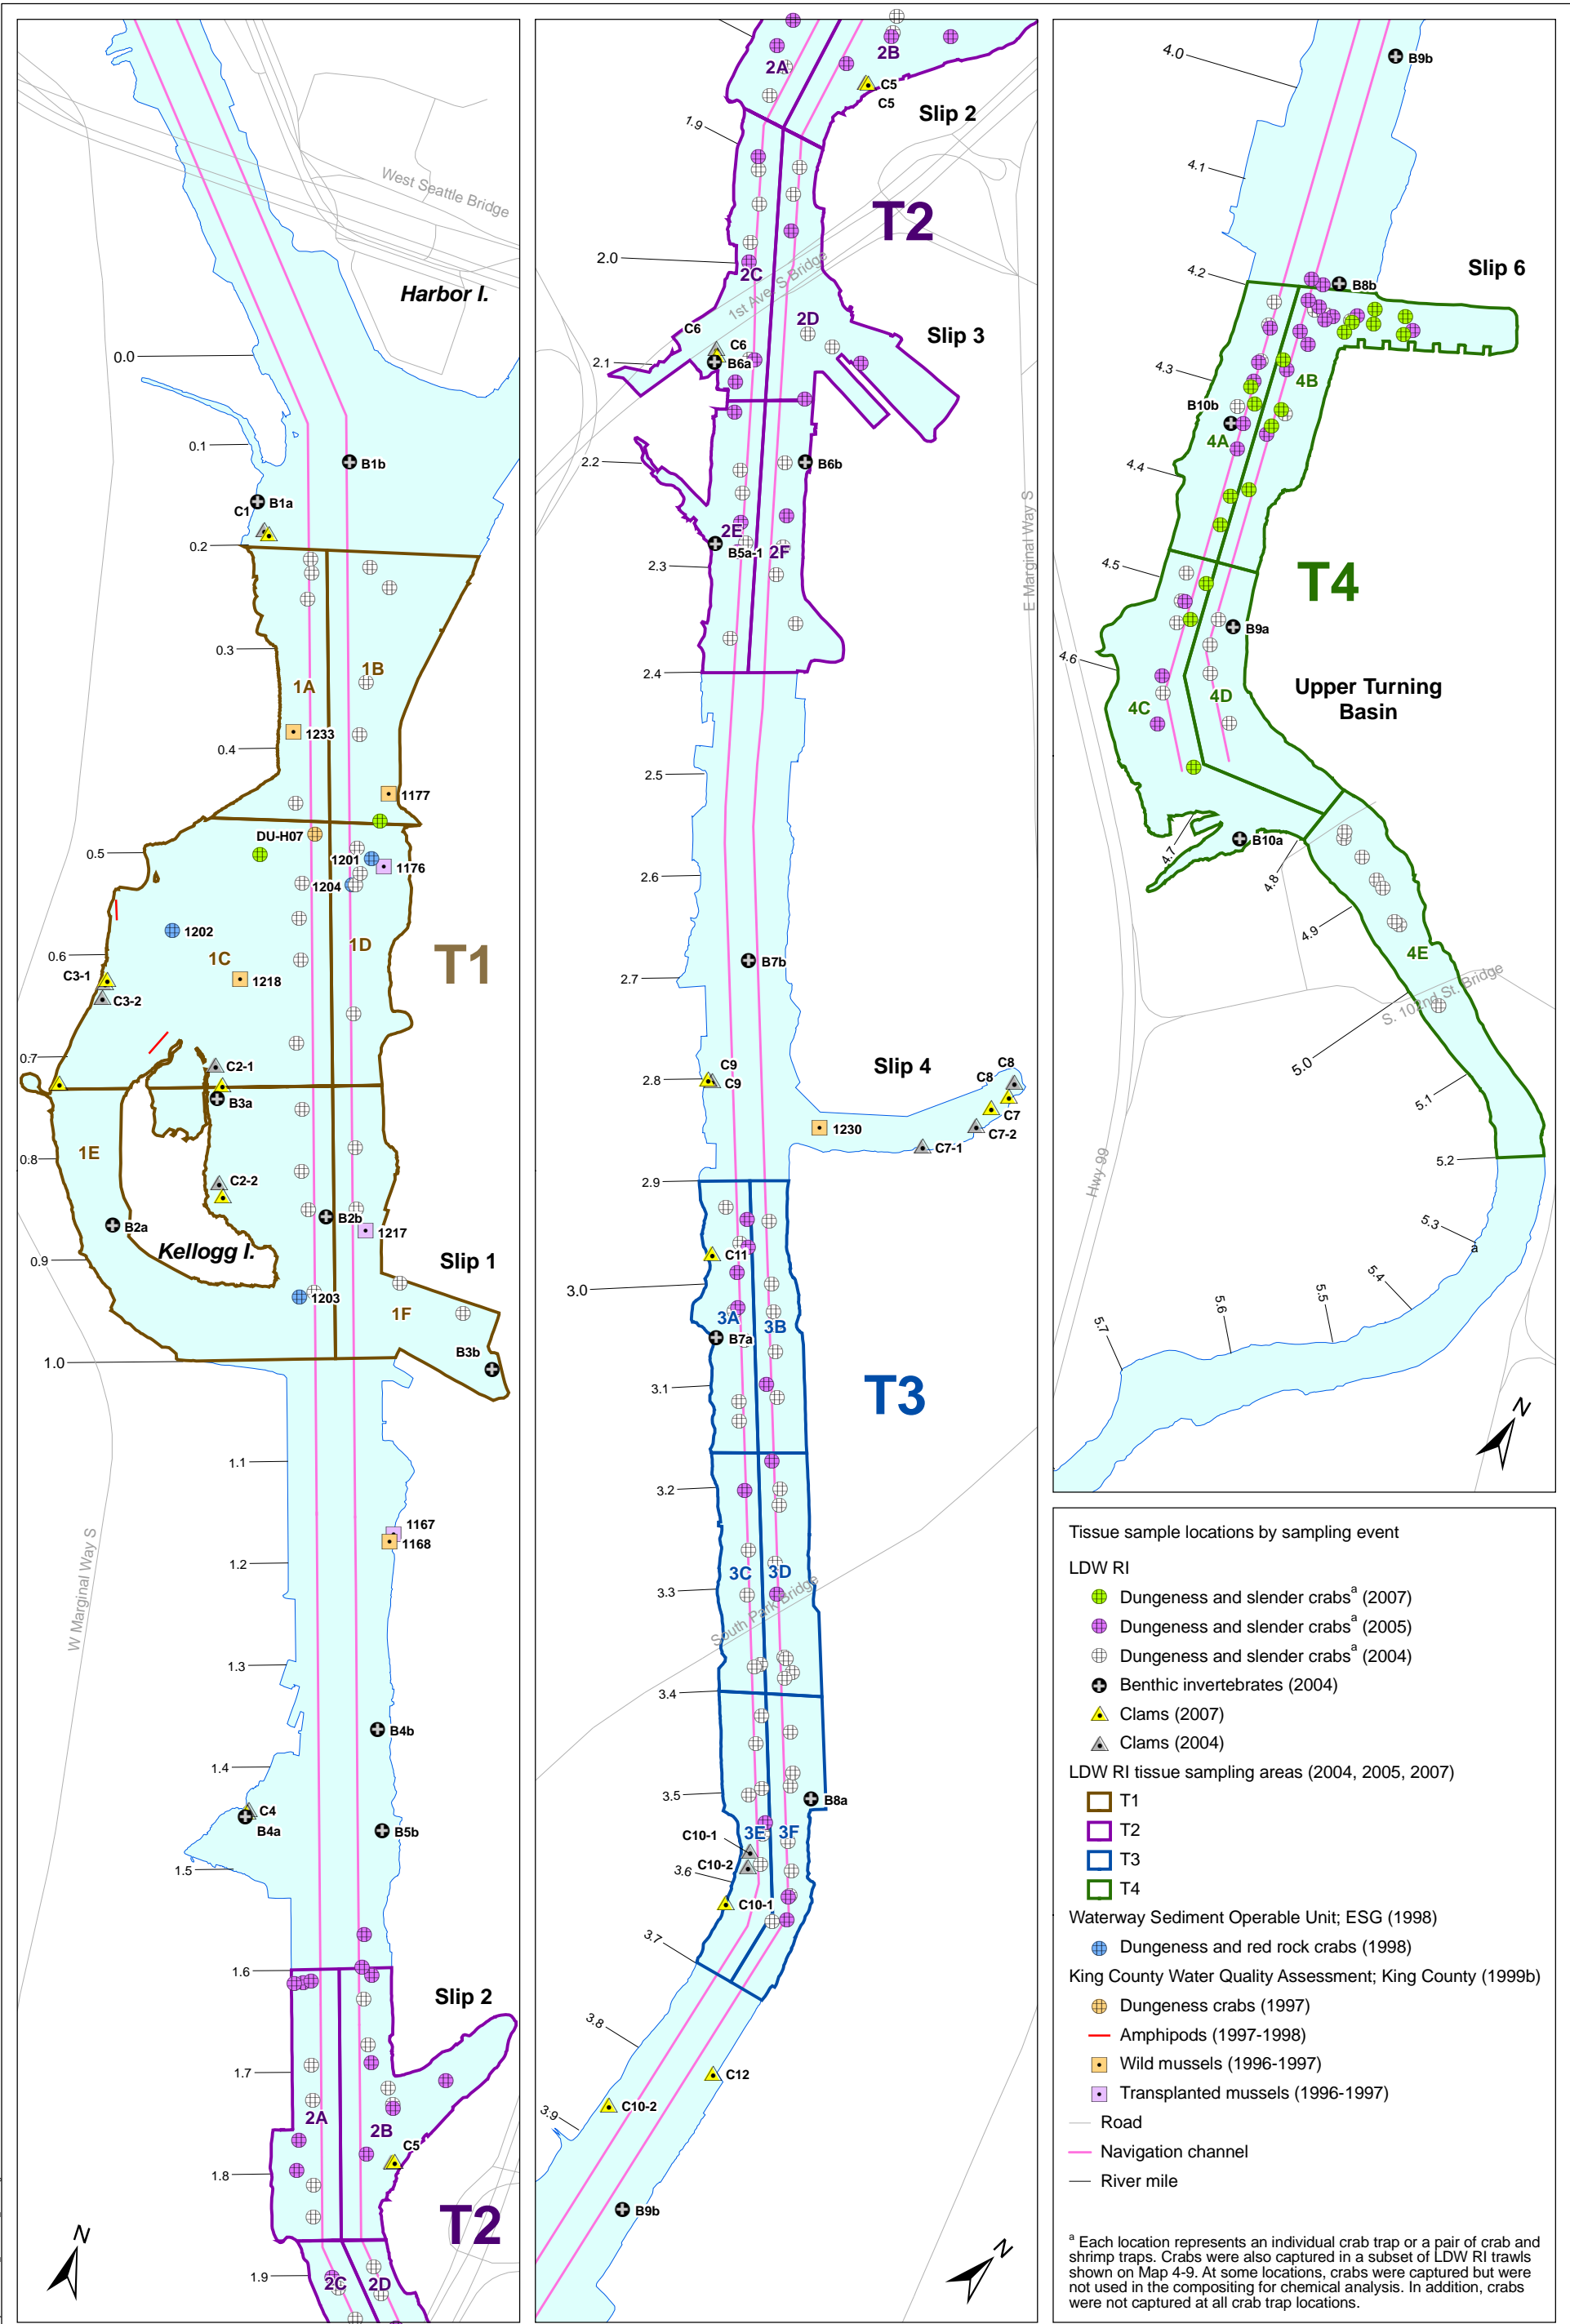 West Seattle Bridge
Harbor I.
0.0
0.1
B1b
B1a
C1
0.2
0.3
1B
1A
1233
0.4
1177
DU-H07
0.5
1201
1176
1204
1202
1D
0.6
1C
T1
C3-1
1218
C3-2
0.7
C2-1
B3a
1E
0.8
C2-2
B2a
B2b
1217
Kellogg I.
Slip 1
0.9
1203
1F
B3b
1.0
1.1
1167
1168
W Marginal Way S
1.2
1.3
B4b
1.4
C4
B4a
B5b
1.5
1.6
Slip 2
1.7
2A
2B
C5
1.8
T2
N
1.9
2C
2D
2B
2A
C5
C5
Slip 2
1.9
T2
2.0
2C
1st Ave. S Bridge
2D
C6
C6
Slip 3
2.1
B6a
2.2
B6b
E Marginal Way S
2E
B5a-1
2F
2.3
2.4
2.5
2.6
B7b
2.7
Slip 4
C8
C8
C9
2.8
C9
C7
1230
C7-2
C7-1
2.9
C11
3.0
3A
3B
B7a
3.1
T3
3.2
3C
3D
3.3
South Park Bridge
3.4
3.5
B8a
3E
3F
C10-1
C10-2
3.6
C10-1
3.7
3.8
C12
3.9
C10-2
B9b
N
4.0
B9b
4.1
4.2
Slip 6
B8b
4.3
4B
B10b
4A
4.4
4.5
T4
B9a
4.6
Upper Turning
Basin
4D
4C
4.7
B10a
4.8
4.9
4E
S. 102nd St. Bridge
5.0
5.1
Hwy 99
5.2
5.3
a
5.4
5.5
5.6
5.7
N
Tissue sample locations by sampling event
LDW RI
Dungeness and slender crabsᵃ (2007)
Dungeness and slender crabsᵃ (2005)
Dungeness and slender crabsᵃ (2004)
Benthic invertebrates (2004)
Clams (2007)
Clams (2004)
LDW RI tissue sampling areas (2004, 2005, 2007)
T1
T2
T3
T4
Waterway Sediment Operable Unit; ESG (1998)
Dungeness and red rock crabs (1998)
King County Water Quality Assessment; King County (1999b)
Dungeness crabs (1997)
Amphipods (1997-1998)
Wild mussels (1996-1997)
Transplanted mussels (1996-1997)
Road
Navigation channel
River mile
ᵃ Each location represents an individual crab trap or a pair of crab and
shrimp traps. Crabs were also captured in a subset of LDW RI trawls
shown on Map 4-9. At some locations, crabs were captured but were
not used in the compositing for chemical analysis. In addition, crabs
were not captured at all crab trap locations.